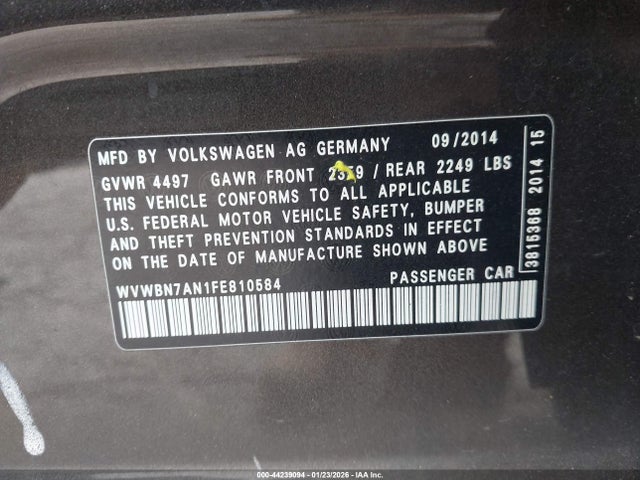 MFD BY VOLKSWAGEN AG GERMANY 09/2014
GVWR 4497 GAWR FRONT 2359 / REAR 2249 LBS
THIS VEHICLE CONFORMS TO ALL APPLICABLE
U.S. FEDERAL MOTOR VEHICLE SAFETY, BUMPER
AND THEFT PREVENTION STANDARDS IN EFFECT
ON THE DATE OF MANUFACTURE SHOWN ABOVE
WVWBN7AN1FE810584 PASSENGER CAR
3815368 2014 15
000-44239094 - 01/23/2026 - Copyright IAA, Inc.